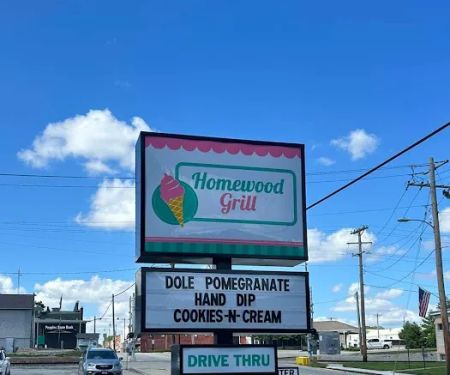 Homewood
Grill
DOLE POMEGRANATE
HAND DIP
COOKIES-N-CREAM
DRIVE THRU